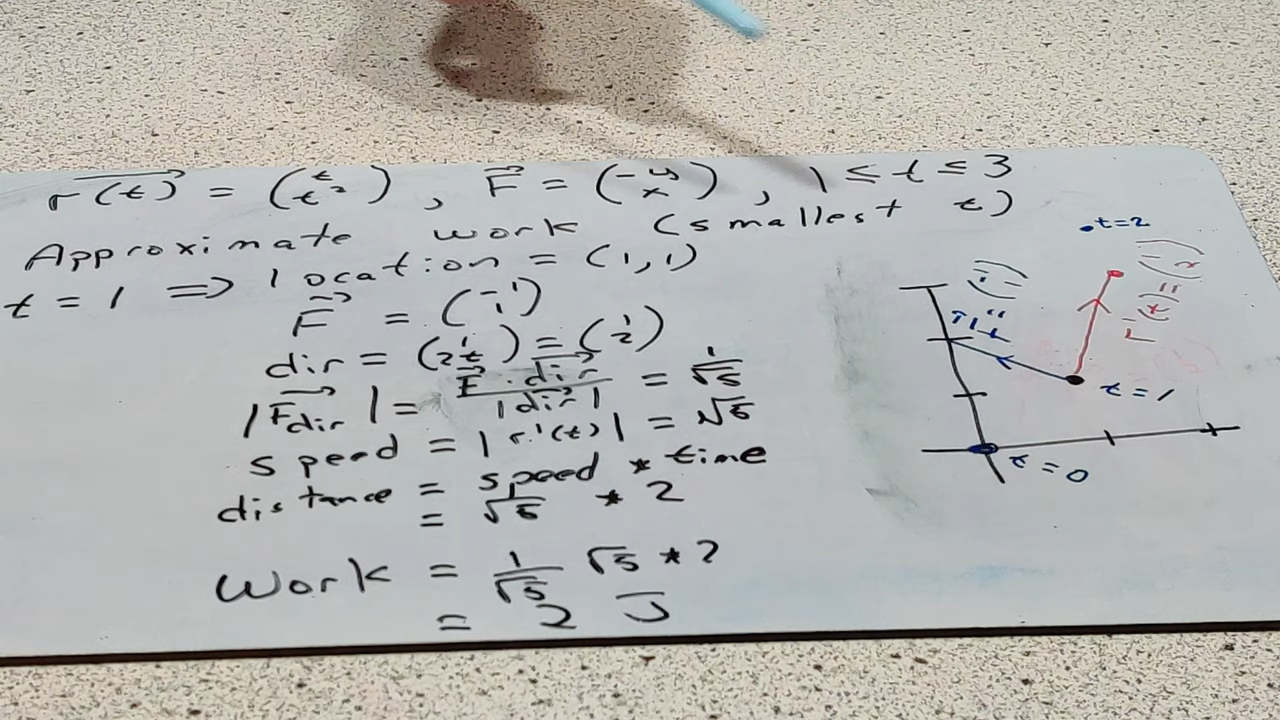 r(t) = (t t²), F = (-y x), 1 ≤ t ≤ 3
Approximate work (smallest t)
t = 1 => location = (1,1)
F = (-1 1)
dir = (1 2t) = (1 2)
|F_dir| = F · dir / |dir| = 1/√5
speed = |r'(t)| = √5
distance = speed * time
= 1/√5 * 2
Work = 1/√5 √5 * 2
= 2 J
t=2
t=1
t=0